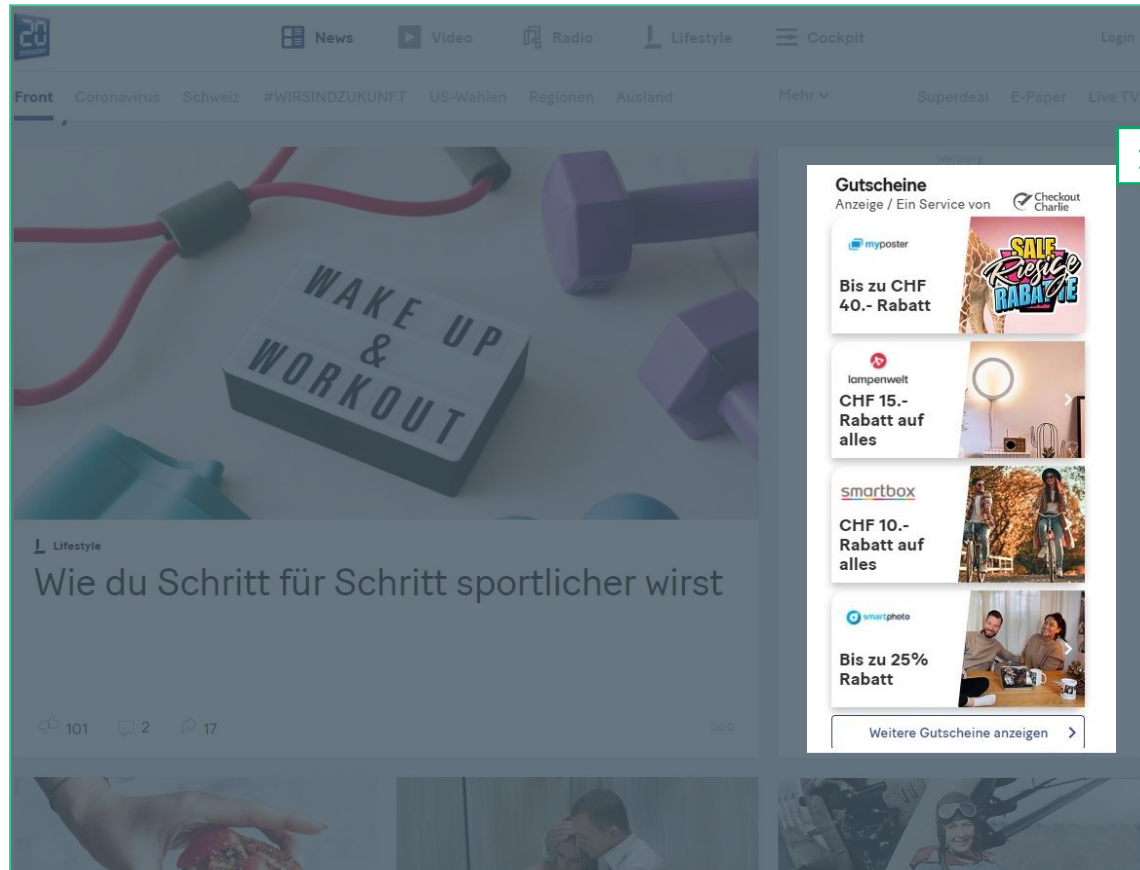 20
minuten
News
Video
Radio
Lifestyle
Cockpit
Login
Front
Coronavirus
Schweiz
#WIRSINDZUKUNFT
US-Wahlen
Regionen
Ausland
Mehr
Superdeal
E-Paper
Live TV
WAKE UP
&
WORKOUT
Lifestyle
Wie du Schritt für Schritt sportlicher wirst
101
2
17
Werbung
Gutscheine
Anzeige / Ein Service von
Checkout
Charlie
myposter
Bis zu CHF
40.- Rabatt
SALE
Riesige
RABATTE
lampenwelt
CHF 15.-
Rabatt auf
alles
smartbox
CHF 10.-
Rabatt auf
alles
smartphoto
Bis zu 25%
Rabatt
Weitere Gutscheine anzeigen